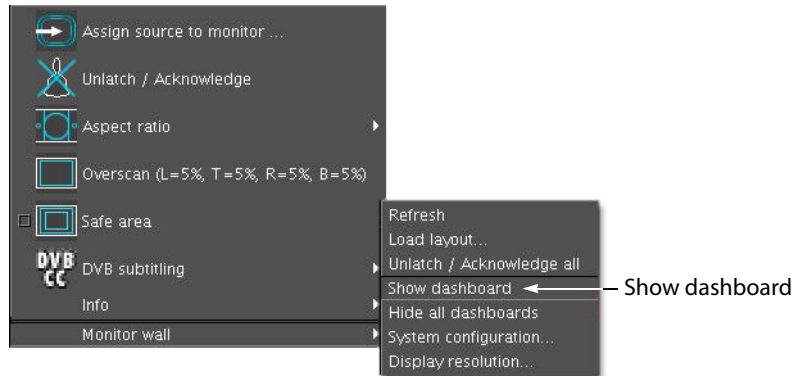 Assign source to monitor ...
Unlatch / Acknowledge
Aspect ratio
Overscan (L=5%, T=5%, R=5%, B=5%)
Safe area
DVB CC DVB subtitling
Info
Monitor wall
Refresh
Load layout...
Unlatch / Acknowledge all
Show dashboard
Hide all dashboards
System configuration...
Display resolution...
Show dashboard